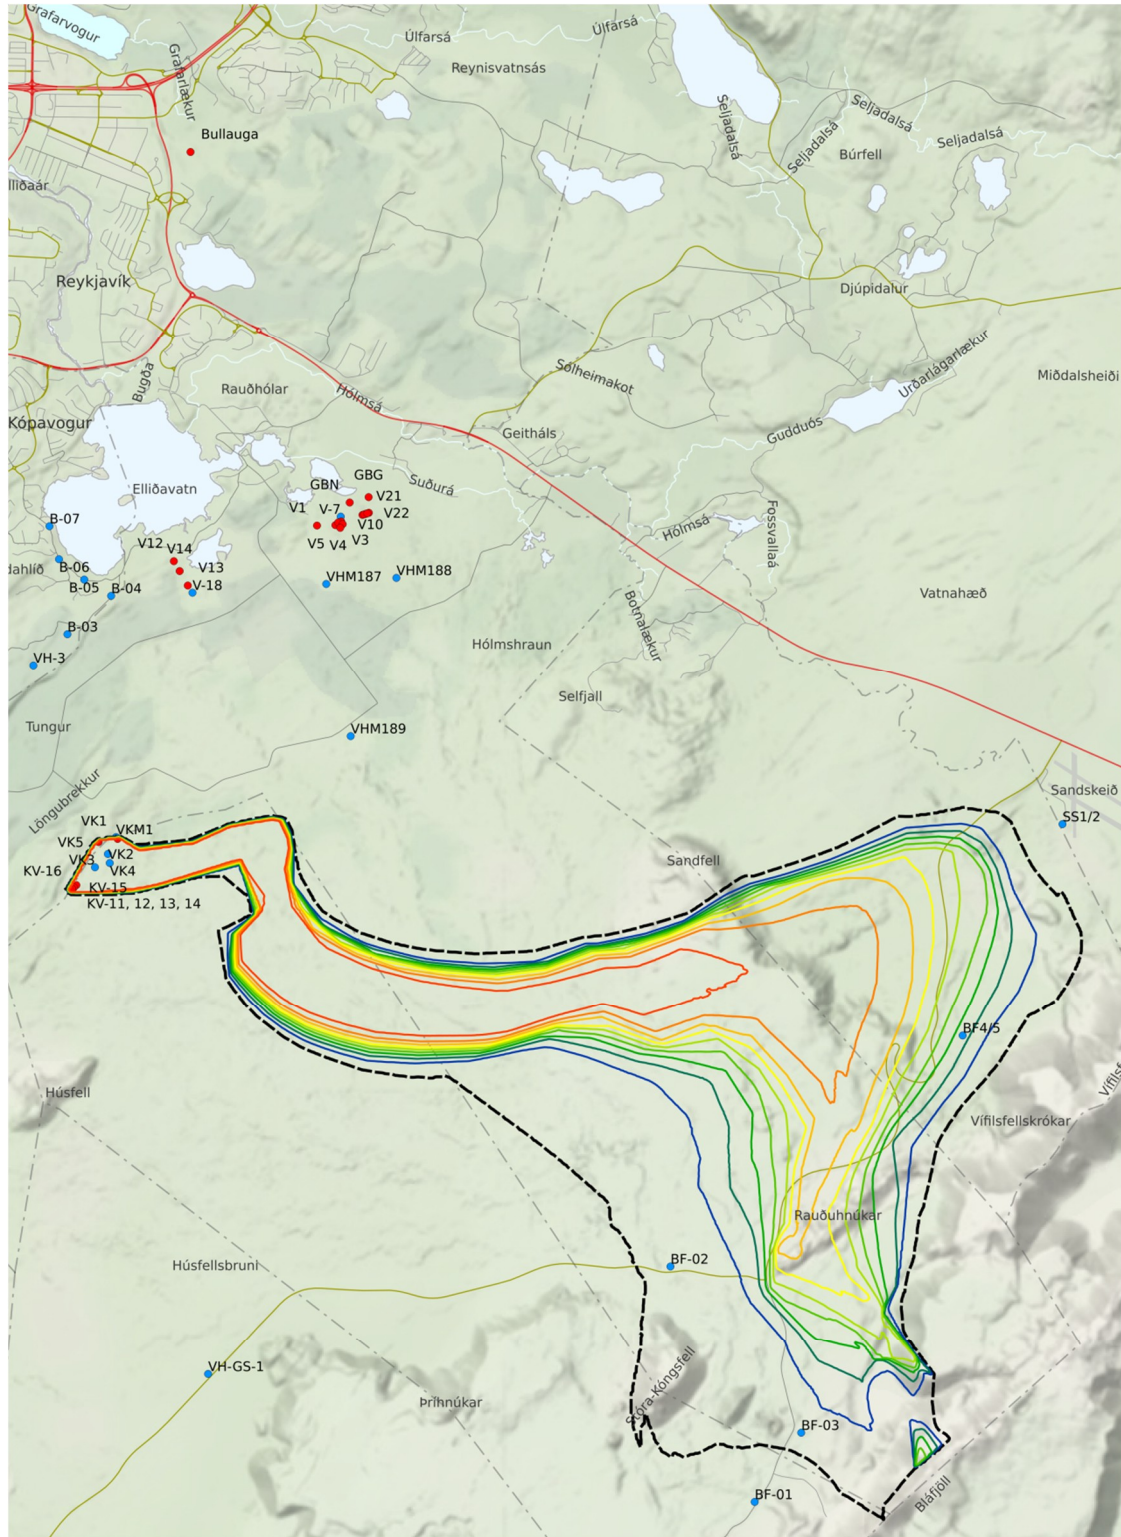 Grafarvogur
Grafarlækur
Úlfarsá
Úlfarsá
Reynisvatnsás
Bullauga
Seljadalsá
Seljadalsá
Seljadalsá
Seljadalsá
Búrfell
lliðaár
Reykjavík
Djúpidalur
Bugða
Rauðhólar
Hólmsá
Sólheimakot
Urðarlágarlækur
Miðdalsheiði
Kópavogur
Geitháls
Gudduós
Elliðavatn
GBN
GBG
Suðurá
V1
V-7
V21
V22
V10
V5
V4
V3
Hólmsá
Fossvallaá
B-07
V12
V14
B-06
dahlíð
V13
B-05
B-04
V-18
VHM187
VHM188
Vatnahæð
Botnalækur
B-03
Hólmshraun
VH-3
Selfjall
Tungur
VHM189
Löngubrekkur
Sandskeið
SS1/2
VK1
VKM1
VK5
VK2
VK3
VK4
KV-16
KV-15
KV-11, 12, 13, 14
Sandfell
BF4/5
Húsfell
Vífilsf
Vífilsfellskrókar
Rauðuhnúkar
Húsfellsbruni
BF-02
VH-GS-1
Stóra-Kóngsfell
Þríhnúkar
BF-03
BF-01
Bláfjöll